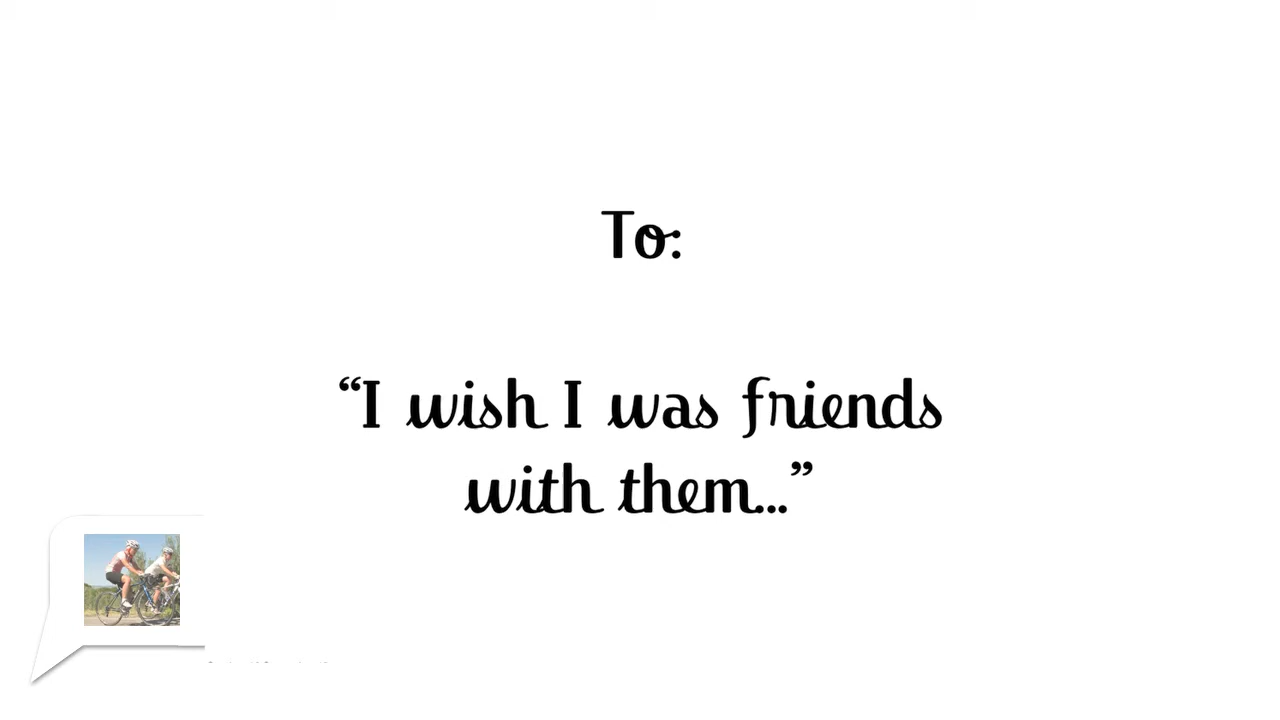 To:
“I wish I was friends
with them...”